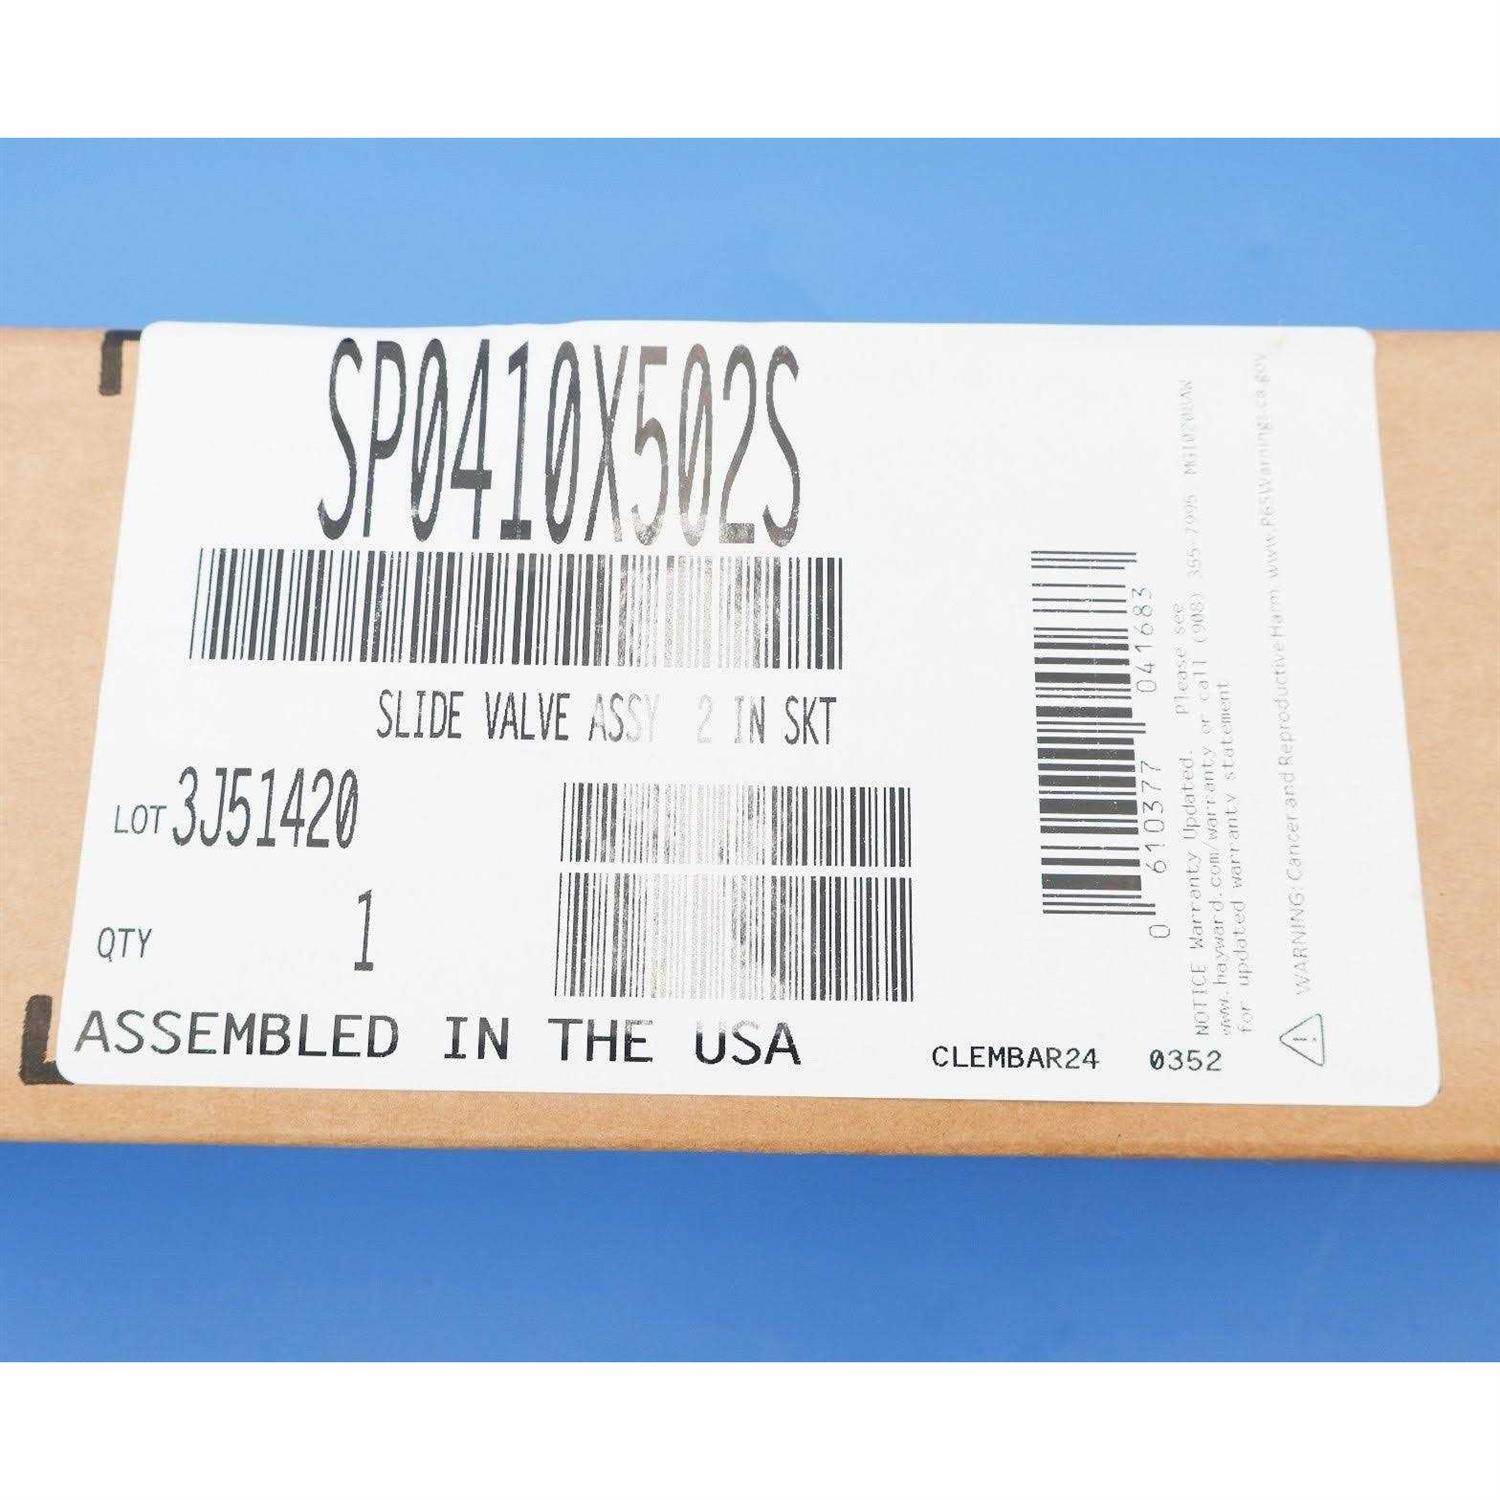 SP0410X502S
SLIDE VALVE ASSY 2 IN SKT
LOT 3J51420
QTY 1
ASSEMBLED IN THE USA
CLEMBAR24 0352
0 610377 041683
NOTICE Warranty Updated. Please see
www.hayward.com/warranty or call (908) 355-7995 MG1020BAW
for updated warranty statement
WARNING: Cancer and Reproductive Harm www.P65Warnings.ca.gov